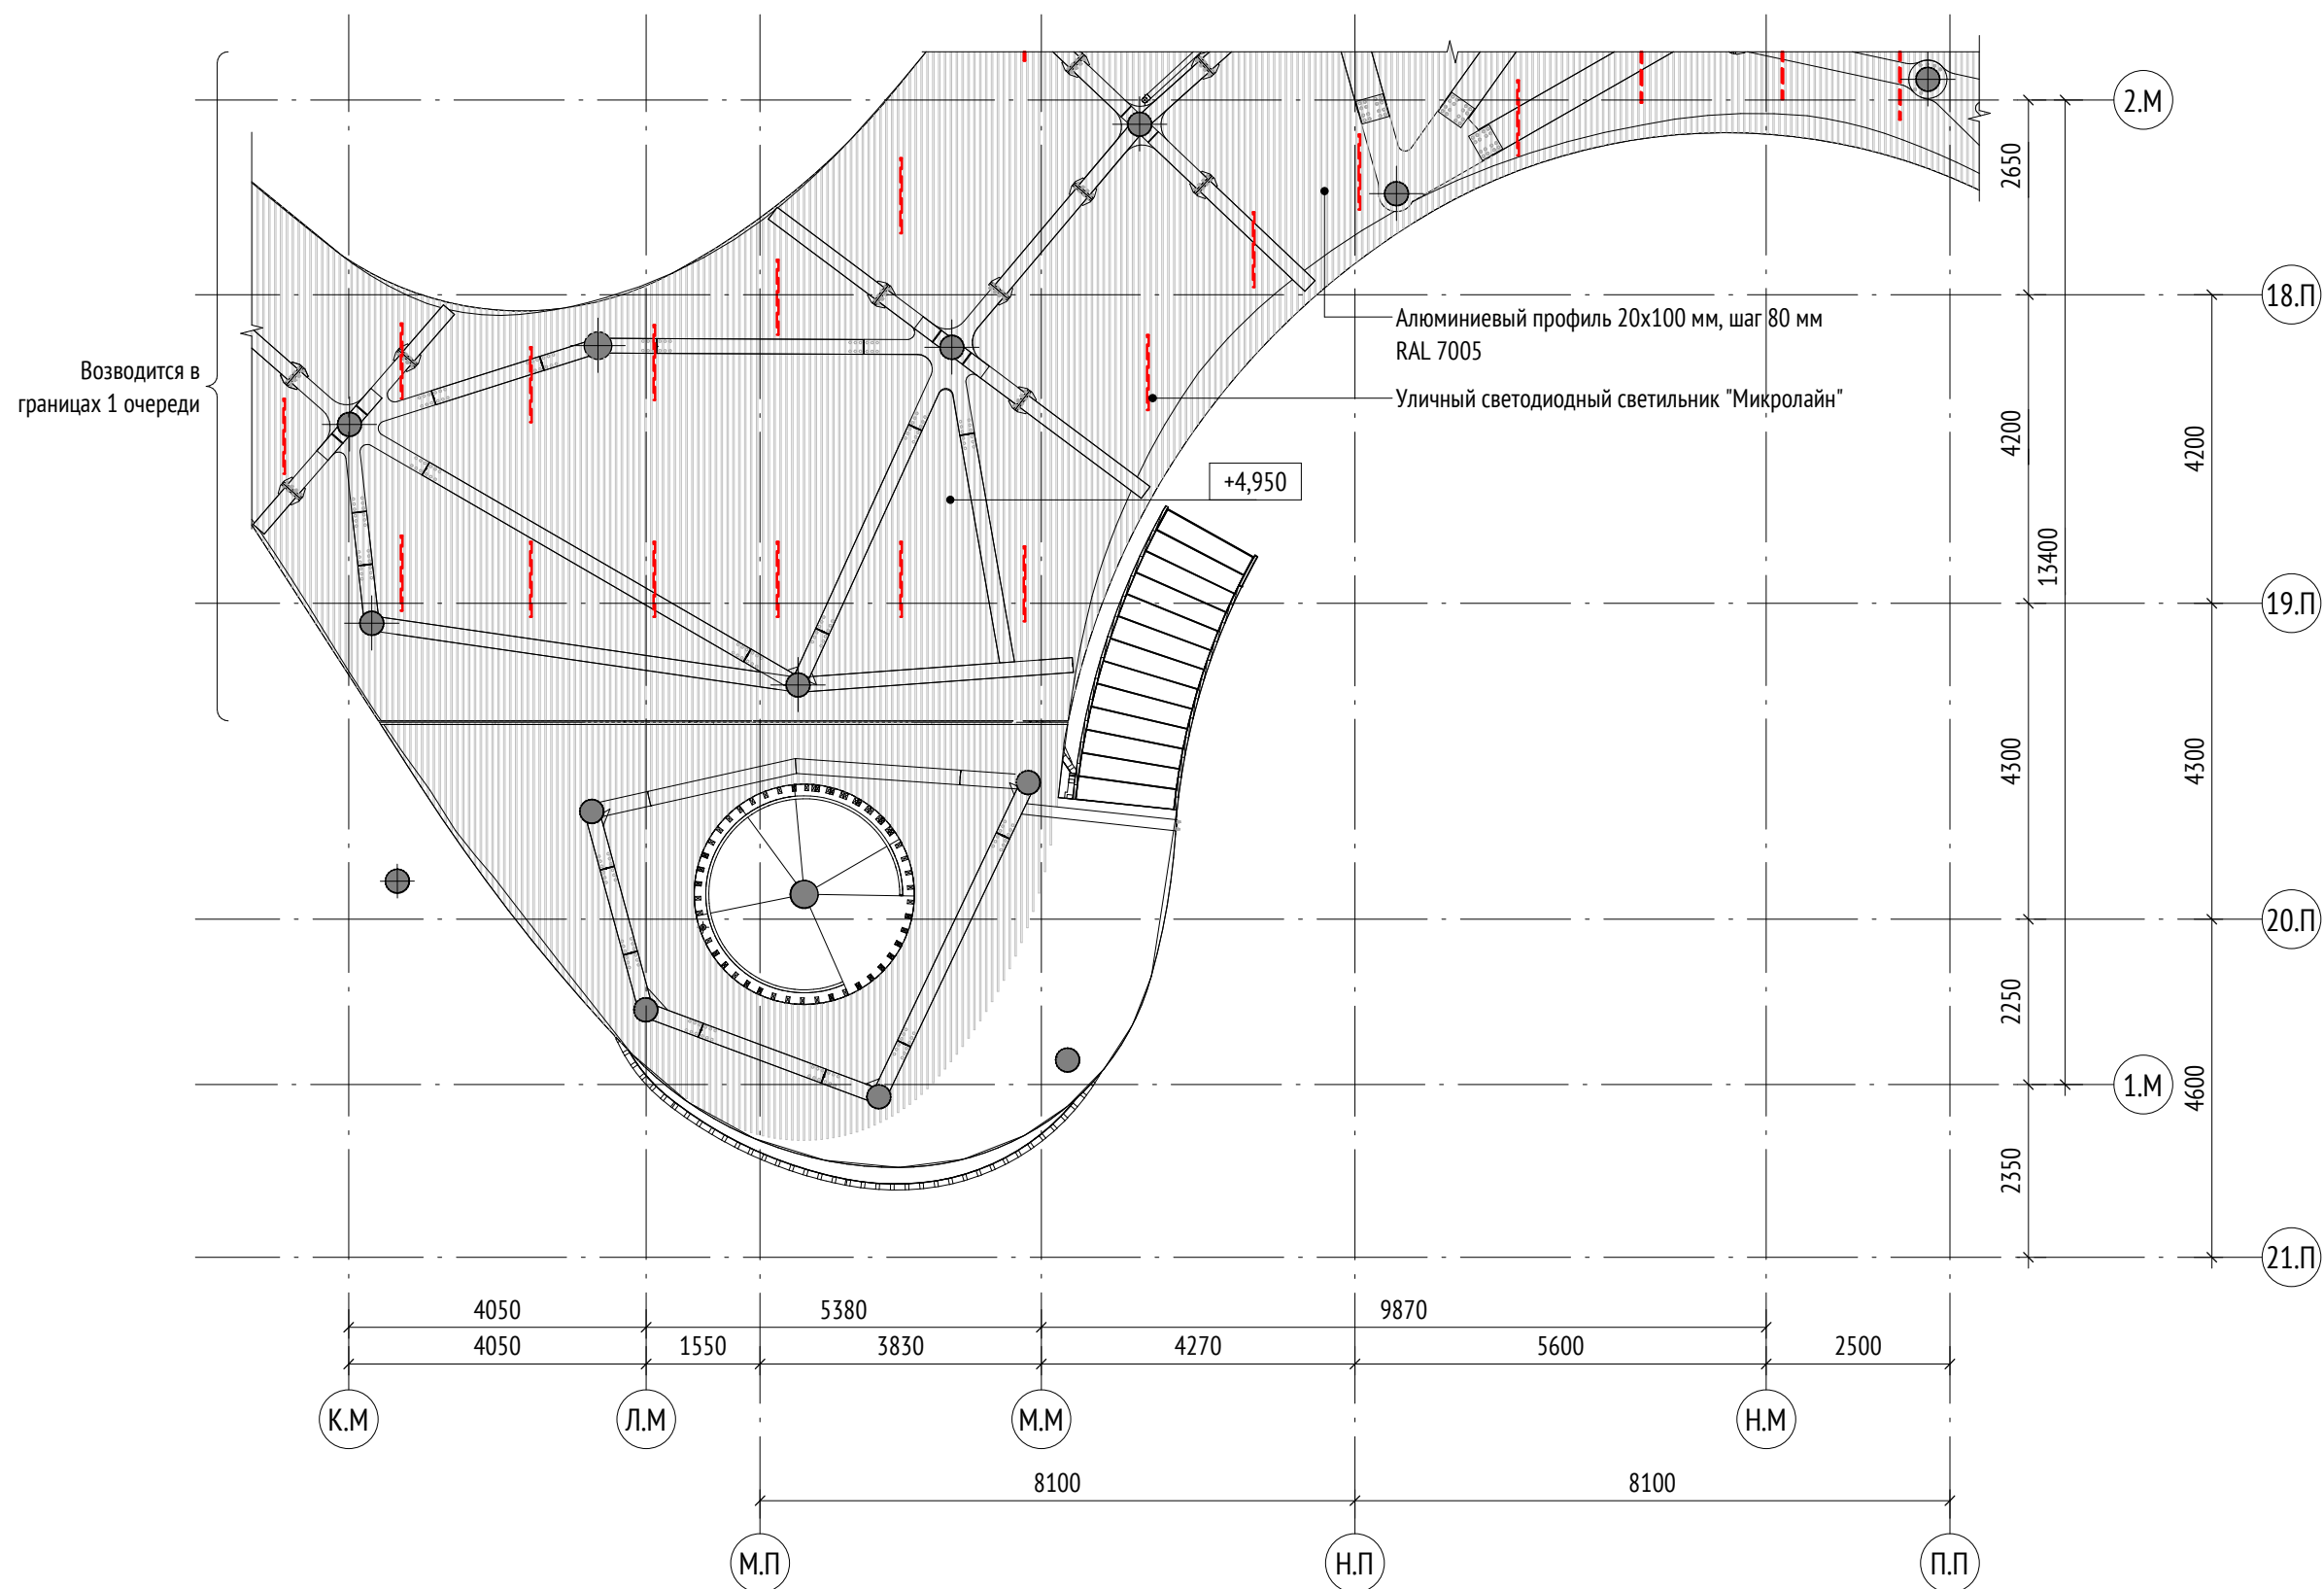 2.М
2650
18.П
Алюминиевый профиль 20х100 мм, шаг 80 мм
RAL 7005
Возводится в
границах 1 очереди
Уличный светодиодный светильник "Микролайн"
4200
4200
+4,950
13400
19.П
4300
4300
20.П
2250
1.М
4600
2350
21.П
4050
5380
9870
4050
1550
3830
4270
5600
2500
К.М
Л.М
М.М
Н.М
8100
8100
М.П
Н.П
П.П